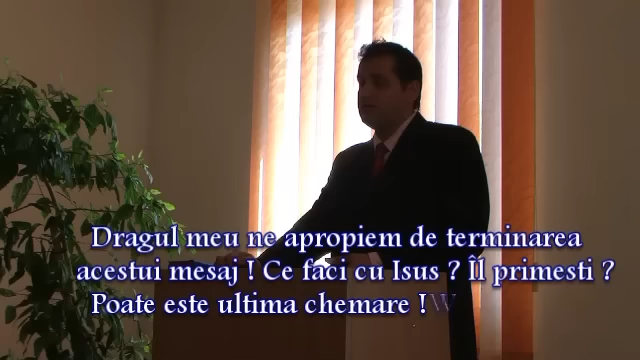 Dragul meu ne apropiem de terminarea
acestui mesaj ! Ce faci cu Isus ? Îl primesti ?
Poate este ultima chemare ! W